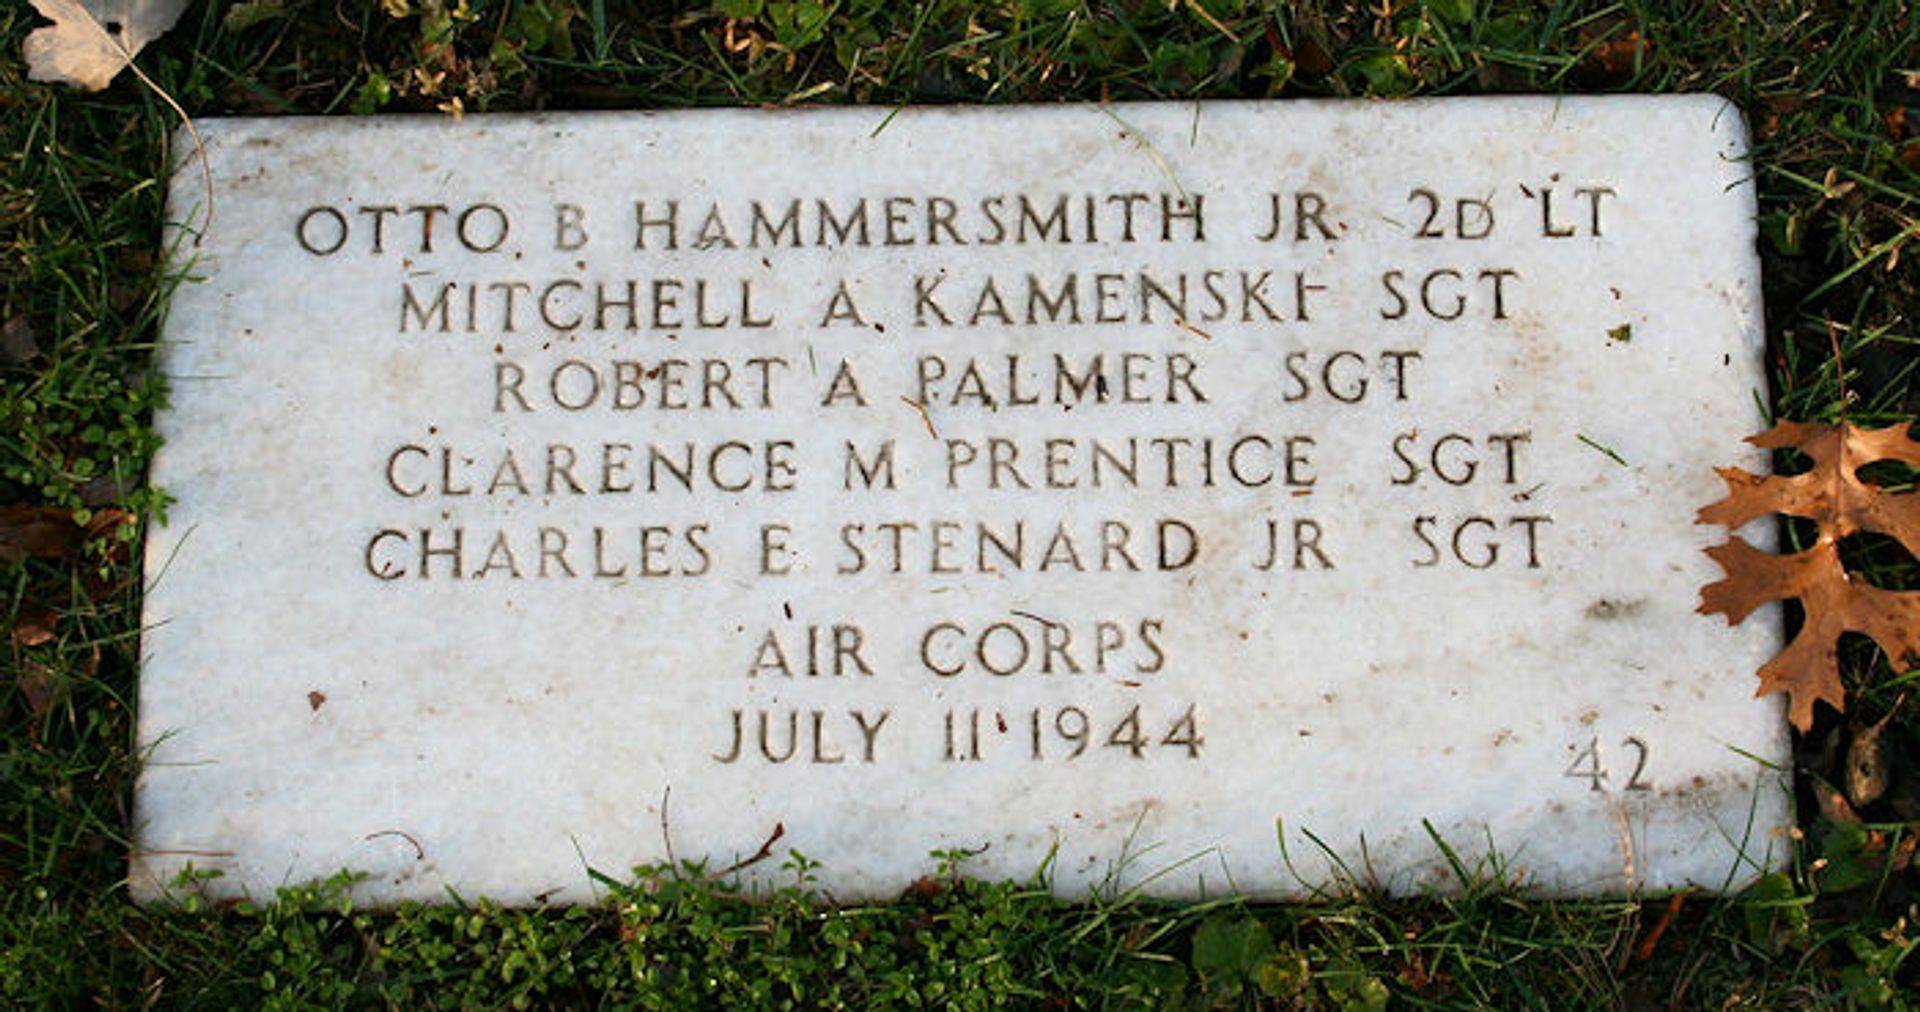 OTTO B HAMMERSMITH JR 2D LT
MITCHELL A KAMENSKI SGT
ROBERT A PALMER SGT
CLARENCE M PRENTICE SGT
CHARLES E STENARD JR SGT
AIR CORPS
JULY 11 1944
42